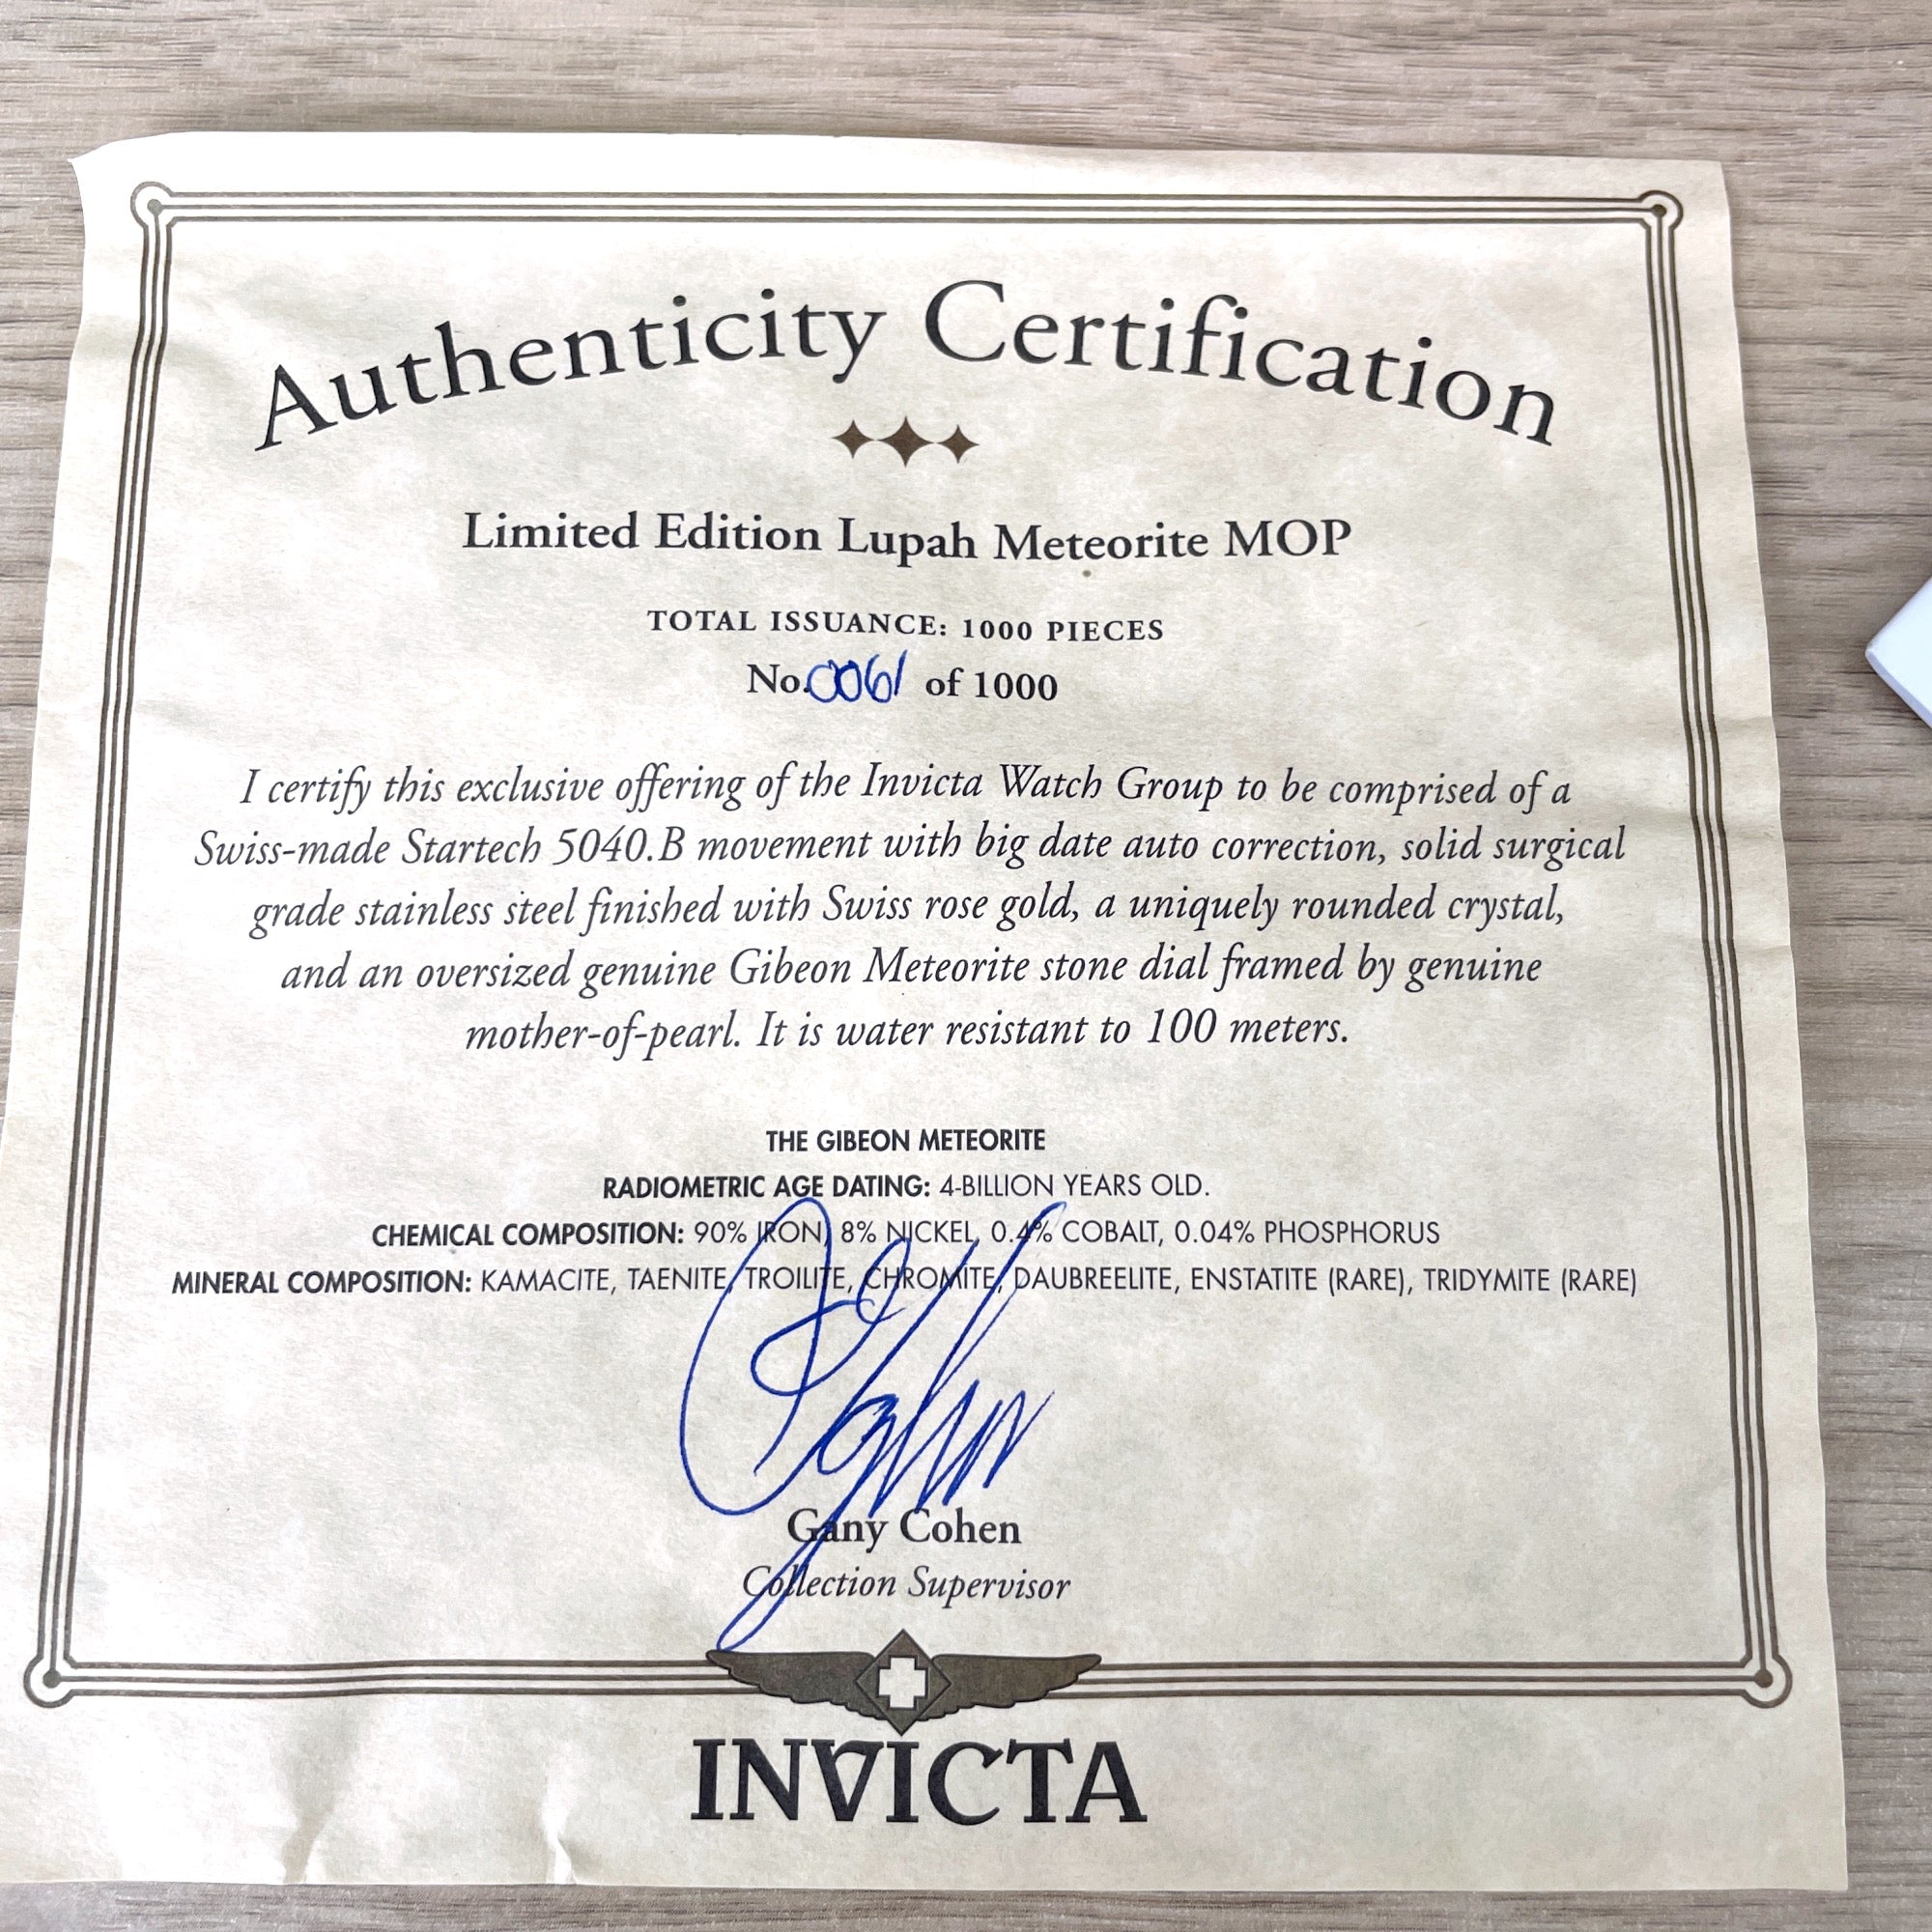 Authenticity Certification
Limited Edition Lupah Meteorite MOP
TOTAL ISSUANCE: 1000 PIECES
No. 0061 of 1000
I certify this exclusive offering of the Invicta Watch Group to be comprised of a
Swiss-made Startech 5040.B movement with big date auto correction, solid surgical
grade stainless steel finished with Swiss rose gold, a uniquely rounded crystal,
and an oversized genuine Gibeon Meteorite stone dial framed by genuine
mother-of-pearl. It is water resistant to 100 meters.
THE GIBEON METEORITE
RADIOMETRIC AGE DATING: 4-BILLION YEARS OLD.
CHEMICAL COMPOSITION: 90% IRON, 8% NICKEL, 0.4% COBALT, 0.04% PHOSPHORUS
MINERAL COMPOSITION: KAMACITE, TAENITE, TROILITE, CHROMITE, DAUBREELITE, ENSTATITE (RARE), TRIDYMITE (RARE)
Gany Cohen
Collection Supervisor
INVICTA